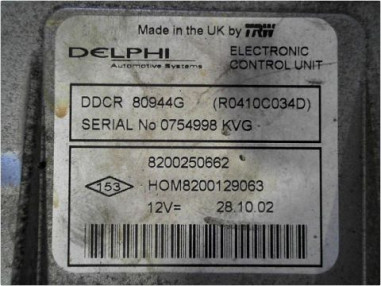 Made in the UK by TRW
DELPHI
Automotive Systems
ELECTRONIC
CONTROL UNIT
DDCR 80944G (R0410C034D)
SERIAL No 0754998 KVG
8200250662
153
HOM8200129063
12V= 28.10.02